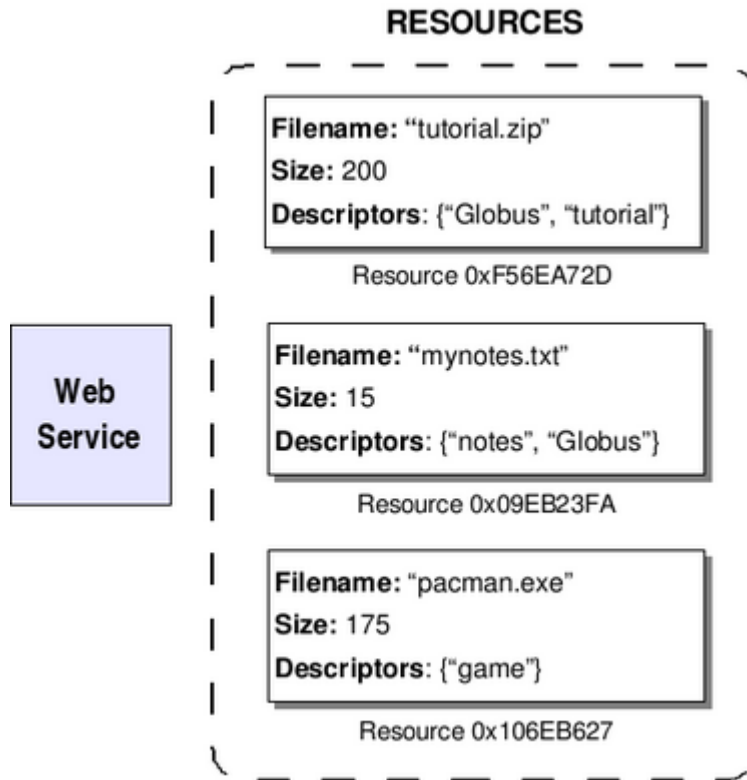 RESOURCES
Filename: “tutorial.zip”
Size: 200
Descriptors: {“Globus”, “tutorial”}
Resource 0xF56EA72D
Web
Service
Filename: “mynotes.txt”
Size: 15
Descriptors: {“notes”, “Globus”}
Resource 0x09EB23FA
Filename: “pacman.exe”
Size: 175
Descriptors: {“game”}
Resource 0x106EB627